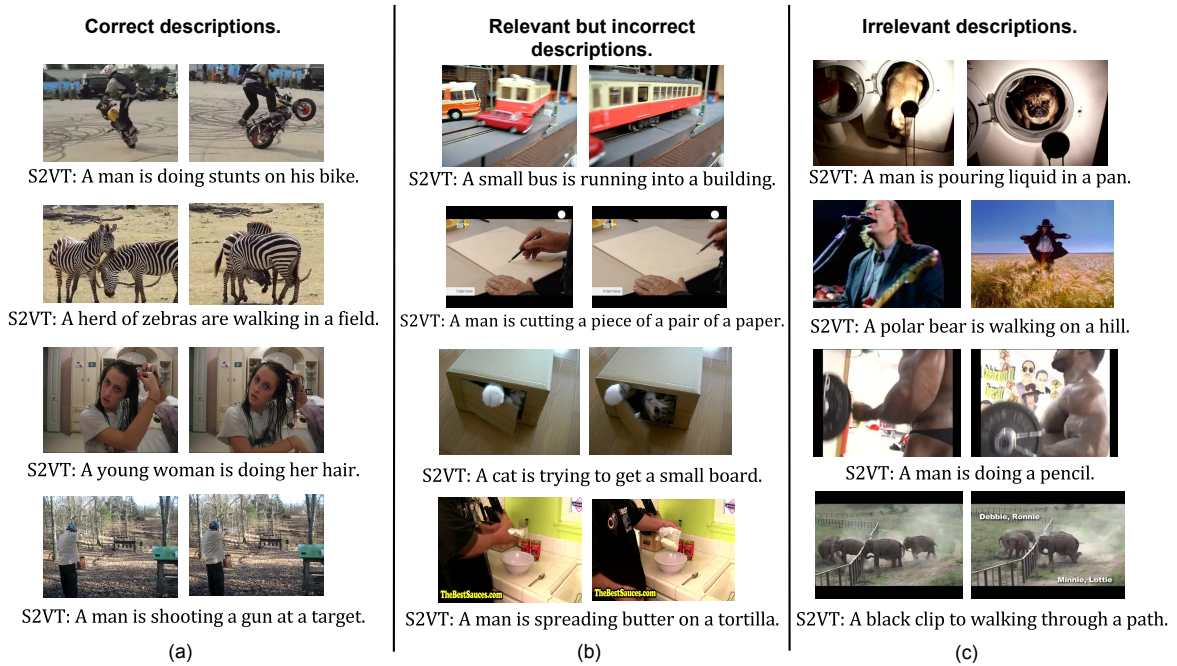 Correct descriptions.
S2VT: A man is doing stunts on his bike.
S2VT: A herd of zebras are walking in a field.
S2VT: A young woman is doing her hair.
S2VT: A man is shooting a gun at a target.
(a)
Relevant but incorrect
descriptions.
S2VT: A small bus is running into a building.
Interview
Interview
S2VT: A man is cutting a piece of a pair of a paper.
S2VT: A cat is trying to get a small board.
TheBestSauces.com
TheBestSauces.com
S2VT: A man is spreading butter on a tortilla.
(b)
Irrelevant descriptions.
S2VT: A man is pouring liquid in a pan.
S2VT: A polar bear is walking on a hill.
S2VT: A man is doing a pencil.
Debbie, Ronnie
Minnie, Lottie
S2VT: A black clip to walking through a path.
(c)